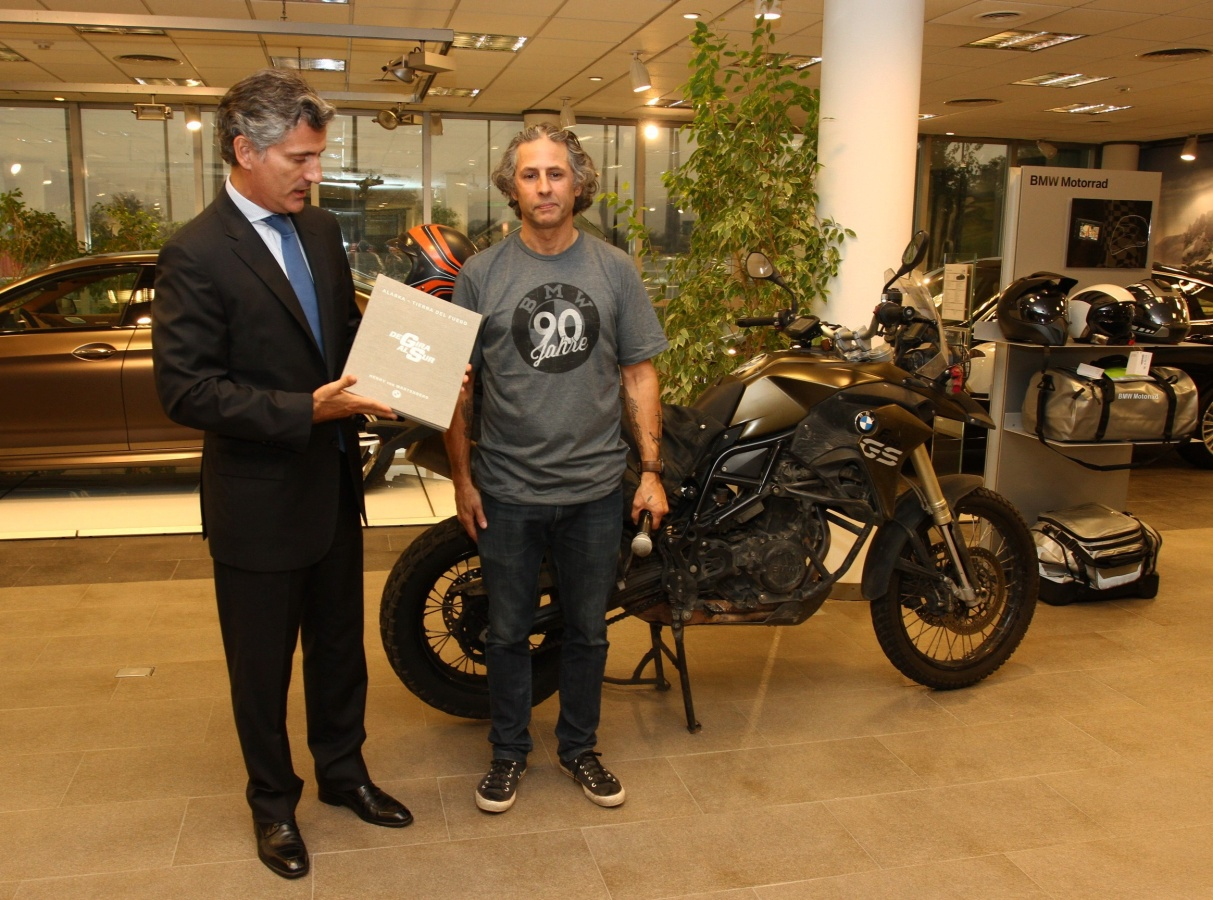 ALASKA - TIERRA DEL FUEGO
DE GIRA
AL SUR
BMW
90
Jahre
BMW Motorrad
GS
BMW Motorrad